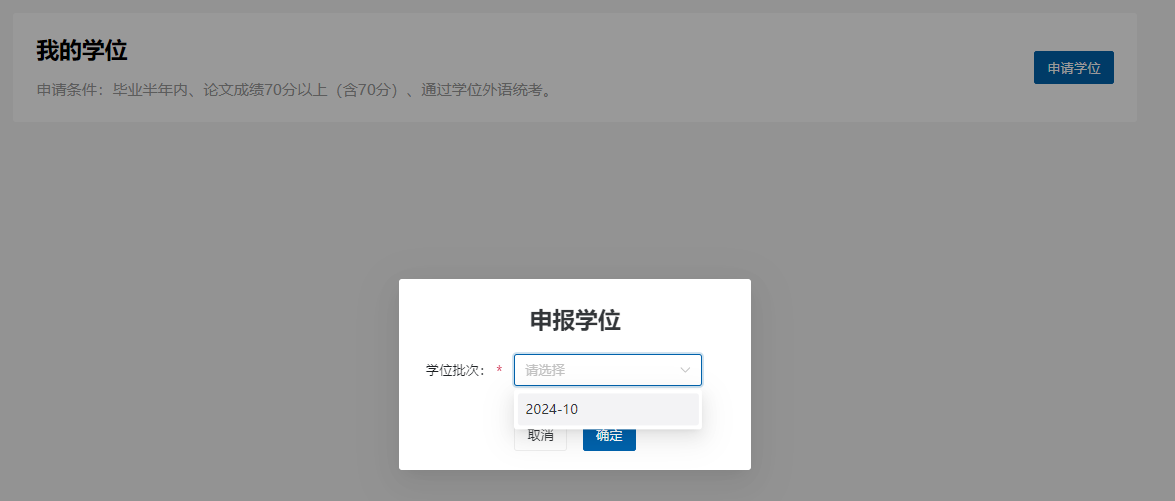 我的学位
申请条件：毕业半年内、论文成绩70分以上（含70分）、通过学位外语统考。
申请学位
申报学位
学位批次： * 请选择
2024-10
取消 确定